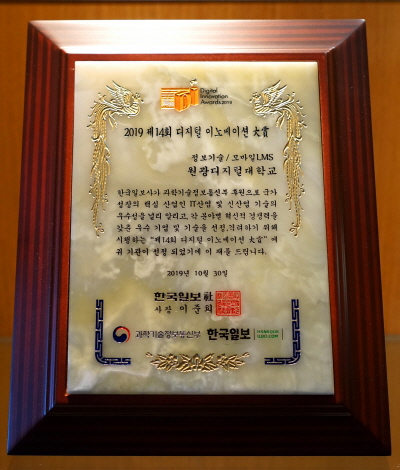 Digital
Innovation
Awards 2019
2019 제14회 디지털 이노베이션 大賞
정보기술 / 모바일LMS
원광디지털대학교
한국일보사가 과학기술정보통신부 후원으로 국가
성장의 핵심 산업인 IT산업 및 신산업 기술의
우수성을 널리 알리고, 각 분야별 혁신적 경쟁력을
갖춘 우수 기업 및 기술을 선정,격려하기 위해
시행하는 "제14회 디지털 이노베이션 大賞" 에
위 기관이 선정 되었기에 이 패를 드립니다.
2019년 10월 30일
한국일보社
사장 이준희
과학기술정보통신부 한국일보